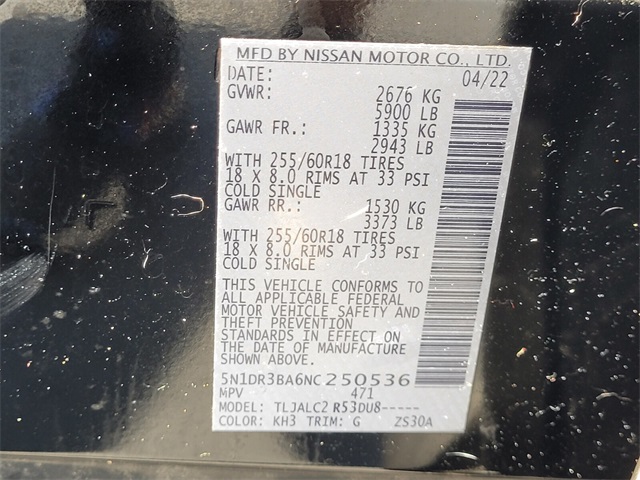 MFD BY NISSAN MOTOR CO., LTD.
DATE: 04/22
GVWR: 2676 KG
5900 LB
GAWR FR.: 1335 KG
2943 LB
WITH 255/60R18 TIRES
18 X 8.0 RIMS AT 33 PSI
COLD SINGLE
GAWR RR.: 1530 KG
3373 LB
WITH 255/60R18 TIRES
18 X 8.0 RIMS AT 33 PSI
COLD SINGLE
THIS VEHICLE CONFORMS TO
ALL APPLICABLE FEDERAL
MOTOR VEHICLE SAFETY AND
THEFT PREVENTION
STANDARDS IN EFFECT ON
THE DATE OF MANUFACTURE
SHOWN ABOVE.
5N1DR3BA6NC250536
MPV 471
MODEL: TLJALC2 R53DU8-----
COLOR: KH3 TRIM: G ZS30A